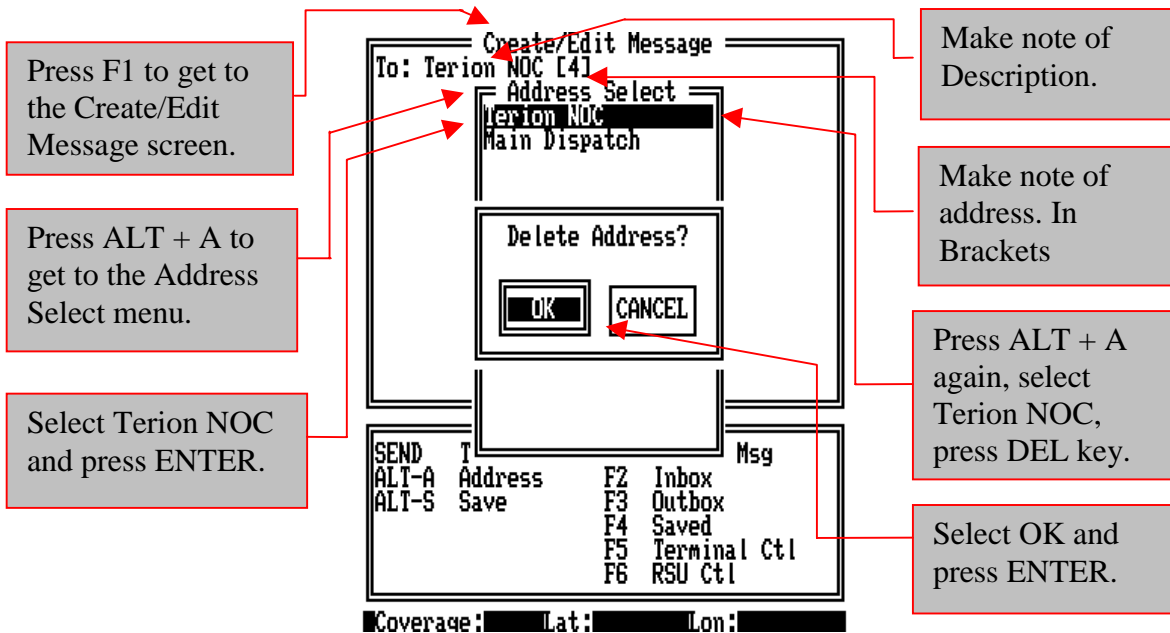 Press F1 to get to
the Create/Edit
Message screen.
Press ALT + A to
get to the Address
Select menu.
Select Terion NOC
and press ENTER.
Create/Edit Message
To: Terion NOC [4]
Address Select
Terion NOC
Main Dispatch
Delete Address?
OK CANCEL
SEND T Msg
ALT-A Address F2 Inbox
ALT-S Save F3 Outbox
F4 Saved
F5 Terminal Ctl
F6 RSU Ctl
Coverage: Lat: Lon:
Make note of
Description.
Make note of
address. In
Brackets
Press ALT + A
again, select
Terion NOC,
press DEL key.
Select OK and
press ENTER.